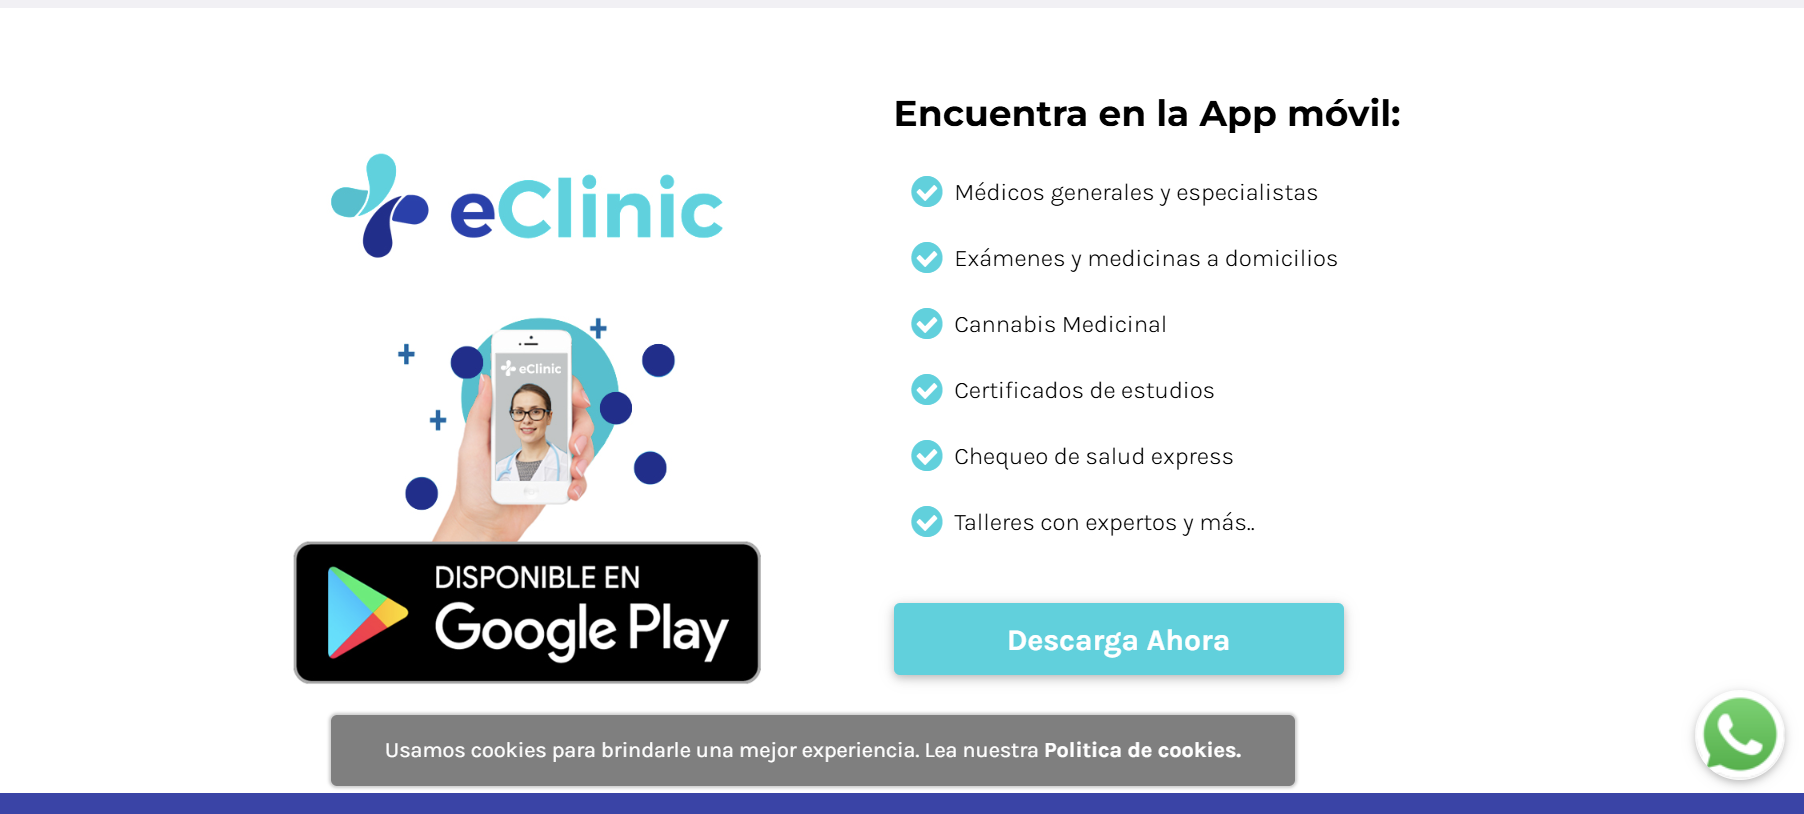 eClinic
eClinic
DISPONIBLE EN
Google Play
Encuentra en la App móvil:
Médicos generales y especialistas
Exámenes y medicinas a domicilios
Cannabis Medicinal
Certificados de estudios
Chequeo de salud express
Talleres con expertos y más..
Descarga Ahora
Usamos cookies para brindarle una mejor experiencia. Lea nuestra Politica de cookies.